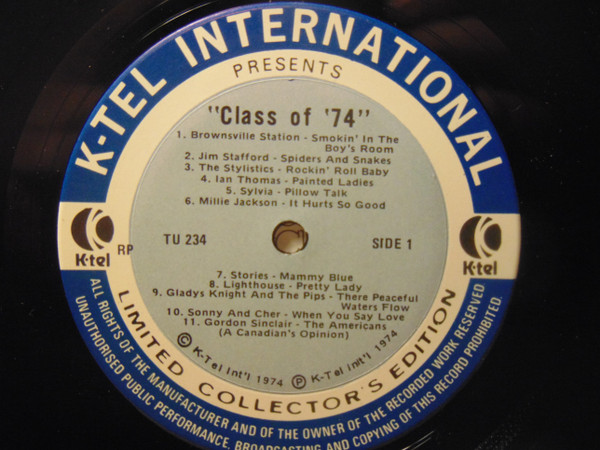 K-TEL INTERNATIONAL
PRESENTS
"Class of '74"
1. Brownsville Station - Smokin' In The
Boy's Room
2. Jim Stafford - Spiders And Snakes
3. The Stylistics - Rockin' Roll Baby
4. Ian Thomas - Painted Ladies
5. Sylvia - Pillow Talk
6. Millie Jackson - It Hurts So Good
K-tel
RP
TU 234
SIDE 1
K-tel
7. Stories - Mammy Blue
8. Lighthouse - Pretty Lady
9. Gladys Knight And The Pips - There Peaceful
Waters Flow
10. Sonny And Cher - When You Say Love
11. Gordon Sinclair - The Americans
(A Canadian's Opinion)
© K-Tel Int'l 1974 ℗ K-Tel Int'l 1974
LIMITED COLLECTOR'S EDITION
ALL RIGHTS OF THE MANUFACTURER AND OF THE OWNER OF THE RECORDED WORK RESERVED
UNAUTHORISED PUBLIC PERFORMANCE, BROADCASTING AND COPYING OF THIS RECORD PROHIBITED.